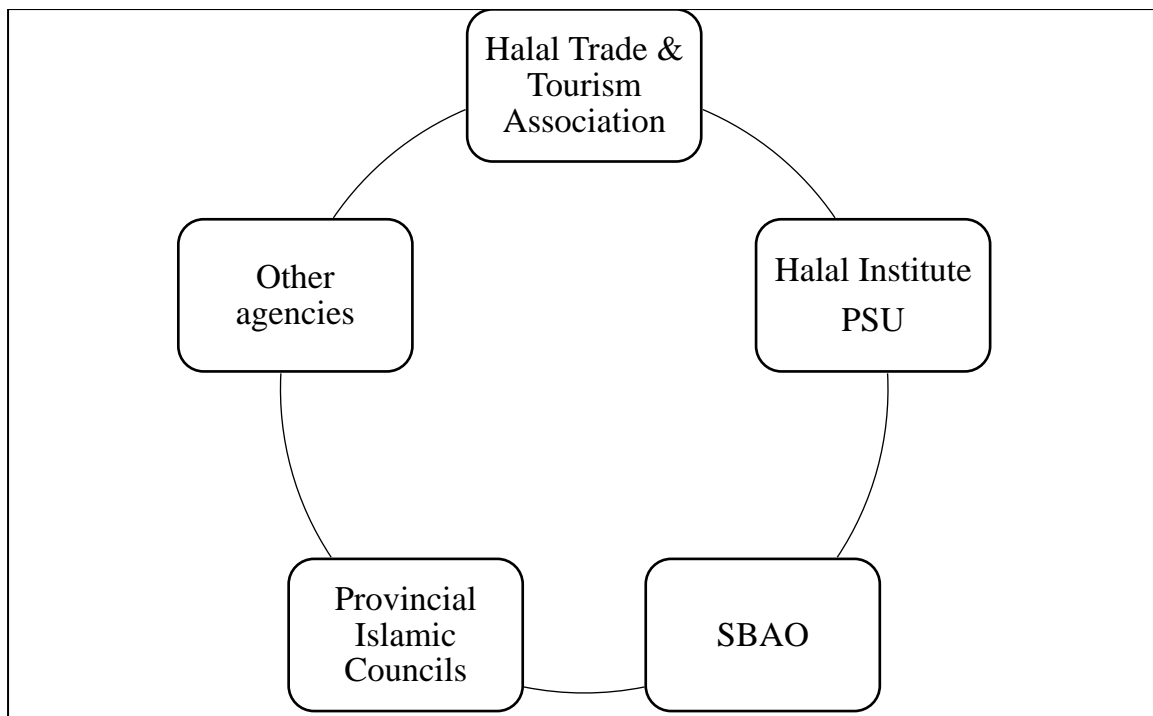 Halal Trade &
Tourism
Association
Halal Institute
PSU
SBAO
Provincial
Islamic
Councils
Other
agencies